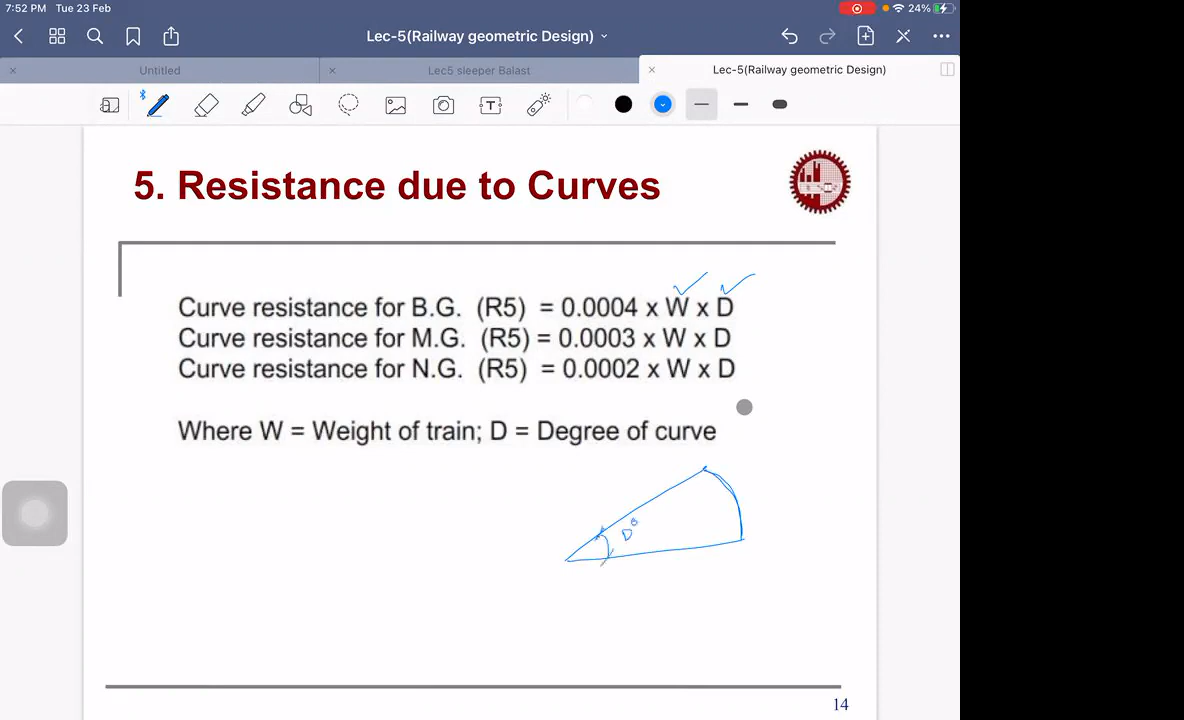 7:52 PM Tue 23 Feb
24%
Lec-5(Railway geometric Design)
Untitled
Lec5 sleeper Balast
Lec-5(Railway geometric Design)
T
5. Resistance due to Curves
Curve resistance for B.G. (R5) = 0.0004 x W x D
Curve resistance for M.G. (R5) = 0.0003 x W x D
Curve resistance for N.G. (R5) = 0.0002 x W x D
Where W = Weight of train; D = Degree of curve
D°
14